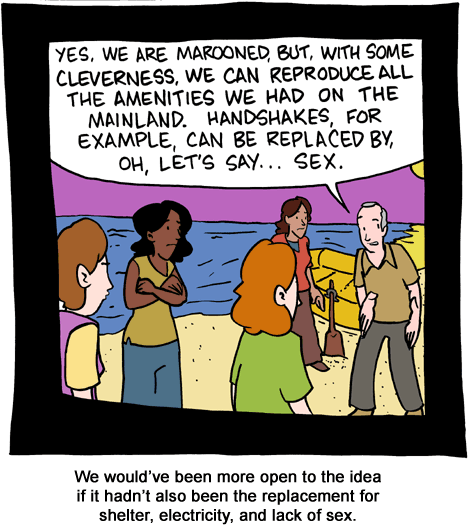 YES, WE ARE MAROONED, BUT, WITH SOME
CLEVERNESS, WE CAN REPRODUCE ALL
THE AMENITIES WE HAD ON THE
MAINLAND. HANDSHAKES, FOR
EXAMPLE, CAN BE REPLACED BY,
OH, LET'S SAY... SEX.
We would've been more open to the idea
if it hadn't also been the replacement for
shelter, electricity, and lack of sex.